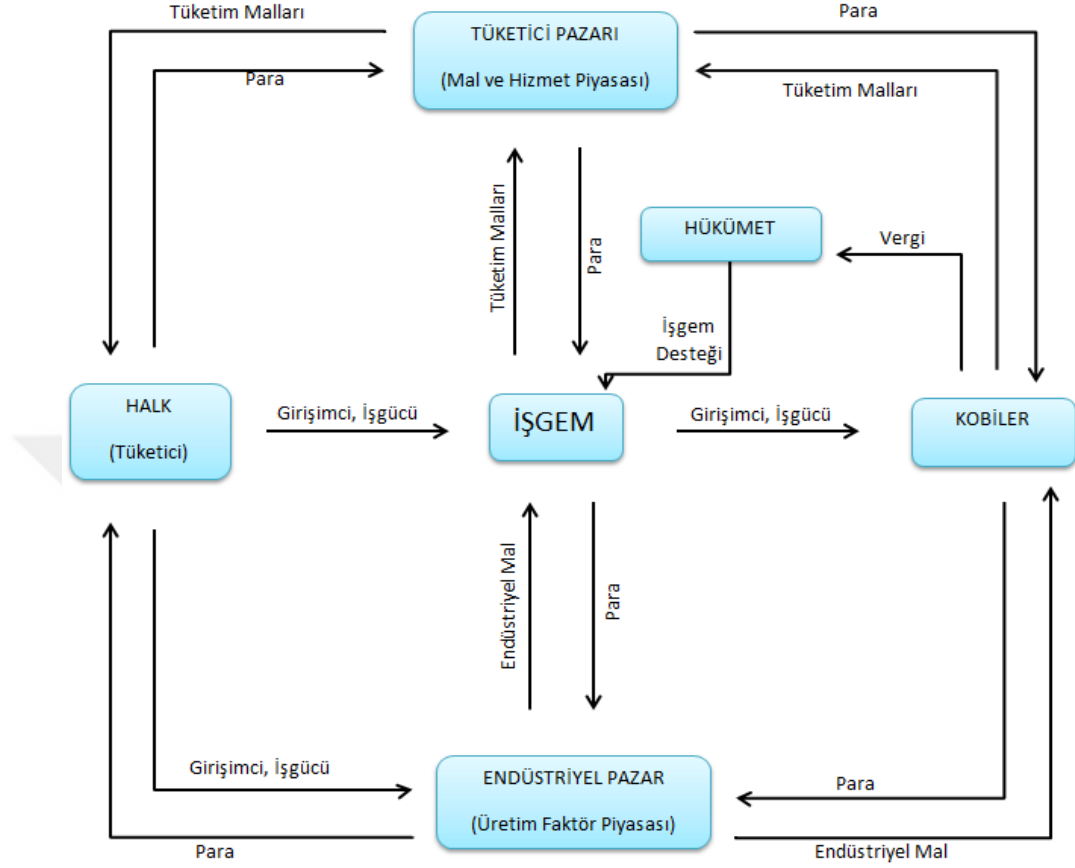 Tüketim Malları
Para
TÜKETİCİ PAZARI
(Mal ve Hizmet Piyasası)
Para
Tüketim Malları
Tüketim Malları
Para
HÜKÜMET
Vergi
İşgem
Desteği
HALK
(Tüketici)
Girişimci, İşgücü
İŞGEM
Girişimci, İşgücü
KOBİLER
Endüstriyel Mal
Para
Girişimci, İşgücü
ENDÜSTRİYEL PAZAR
(Üretim Faktör Piyasası)
Para
Para
Endüstriyel Mal